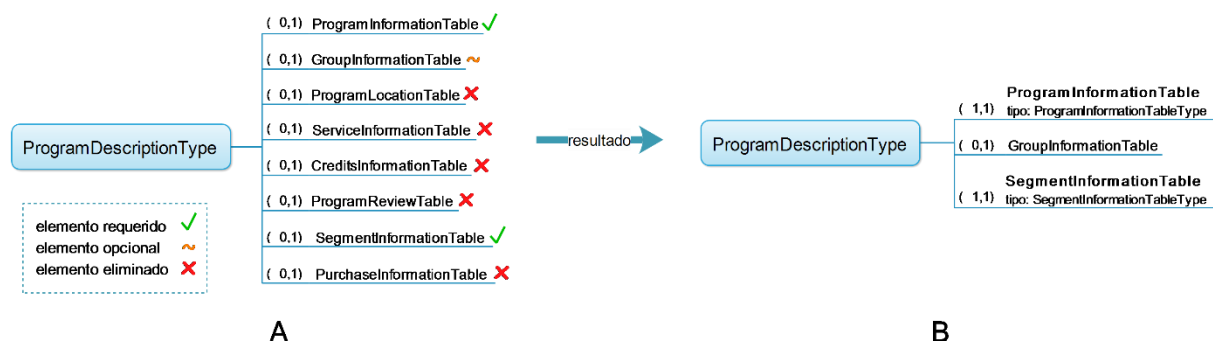 ( 0,1) ProgramInformationTable
( 0,1) GroupInformationTable
( 0,1) ProgramLocationTable
( 0,1) ServiceInformationTable
( 0,1) CreditsInformationTable
( 0,1) ProgramReviewTable
( 0,1) SegmentInformationTable
( 0,1) PurchaseInformationTable
ProgramDescriptionType
elemento requerido
elemento opcional
elemento eliminado
A
resultado
ProgramDescriptionType
ProgramInformationTable
( 1,1) tipo: ProgramInformationTableType
( 0,1) GroupInformationTable
SegmentInformationTable
( 1,1) tipo: SegmentInformationTableType
B